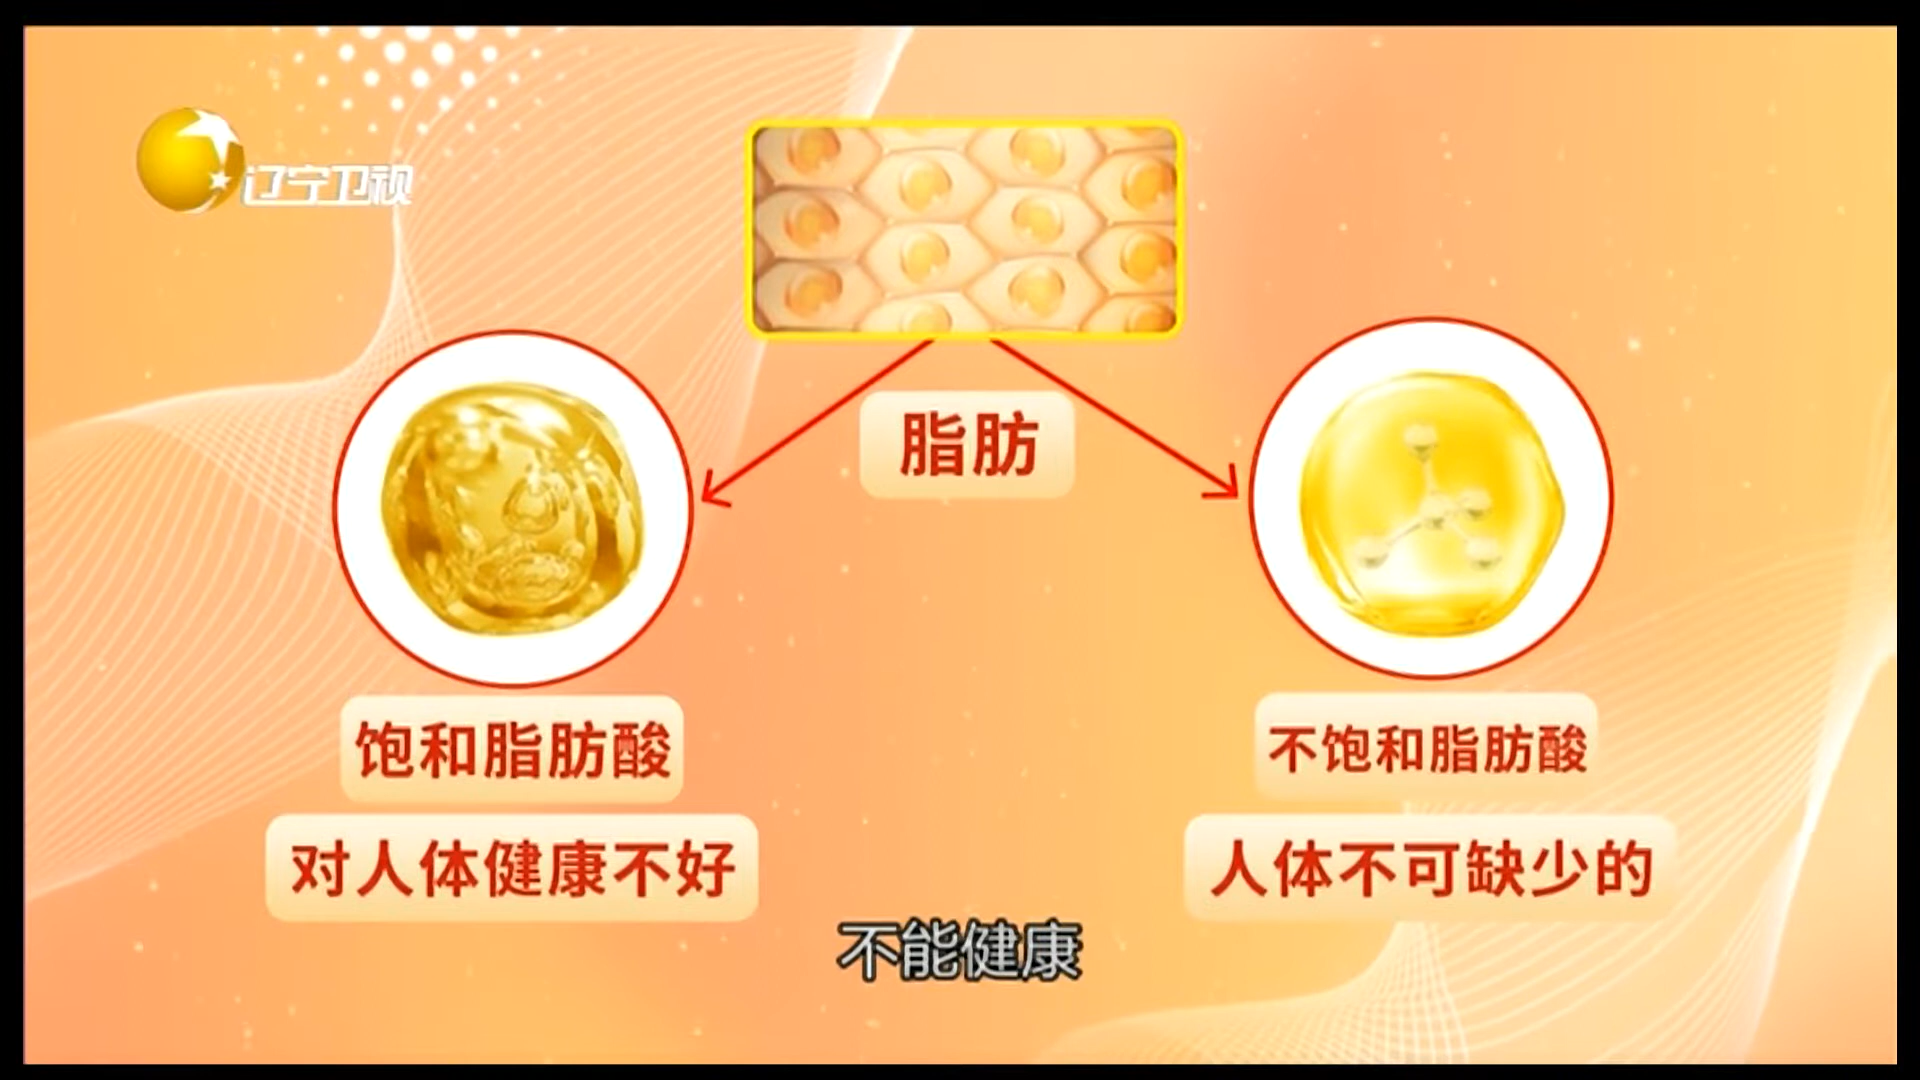 辽宁卫视
脂肪
饱和脂肪酸
不饱和脂肪酸
对人体健康不好
人体不可缺少的
不能健康